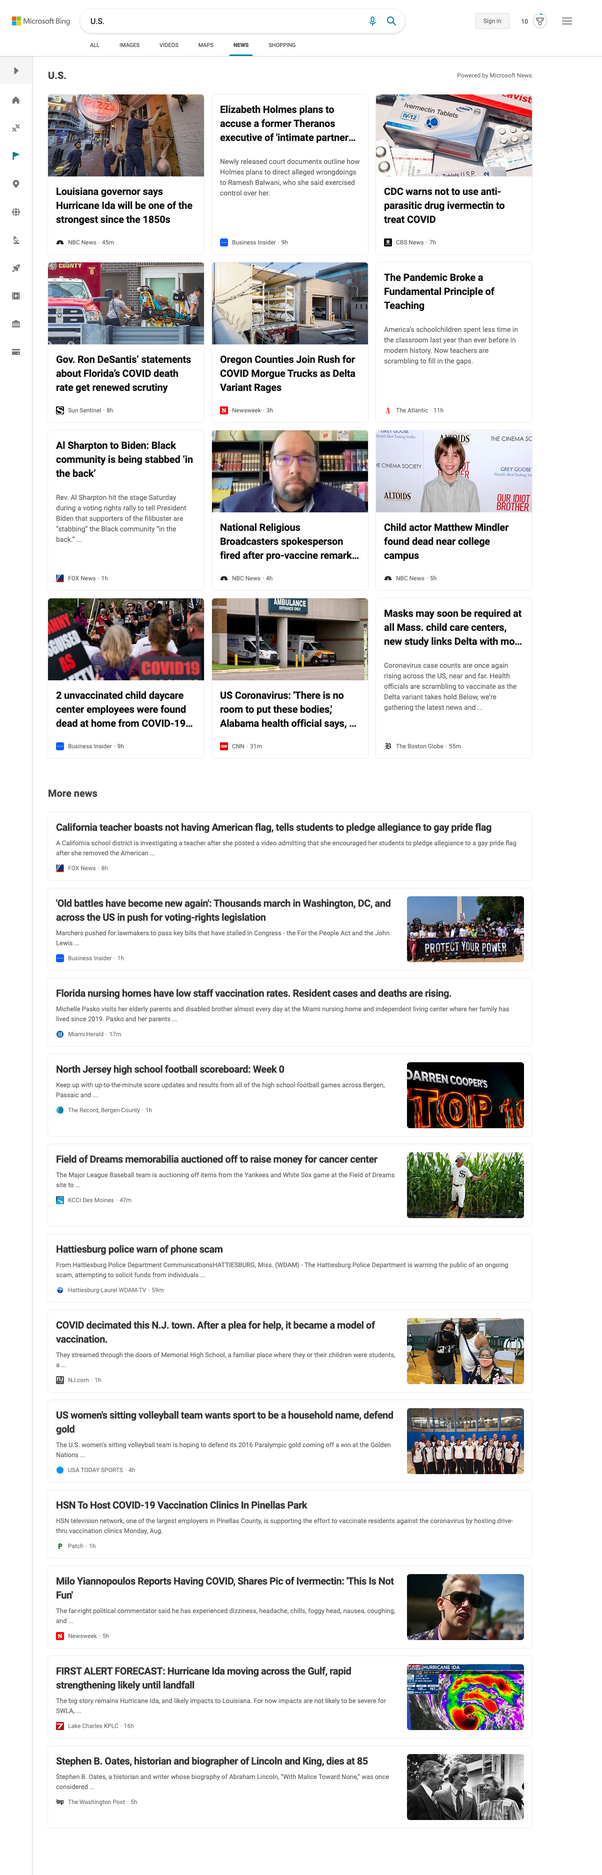 Microsoft Bing
U.S.
Sign in
10
ALL
IMAGES
VIDEOS
MAPS
NEWS
SHOPPING
U.S.
Powered by Microsoft News
PIZZA
Louisiana governor says
Hurricane Ida will be one of the
strongest since the 1850s
NBC News · 45m
Elizabeth Holmes plans to
accuse a former Theranos
executive of 'intimate partner...
Newly released court documents outline how
Holmes plans to direct alleged wrongdoings
to Ramesh Balwani, who she said exercised
control over her.
Business Insider · 9h
Ivermectin Tablets
IV-12
CDC warns not to use anti-
parasitic drug ivermectin to
treat COVID
CBS News · 7h
COUNTY
Gov. Ron DeSantis' statements
about Florida's COVID death
rate get renewed scrutiny
Sun Sentinel · 8h
Oregon Counties Join Rush for
COVID Morgue Trucks as Delta
Variant Rages
Newsweek · 3h
The Pandemic Broke a
Fundamental Principle of
Teaching
America's schoolchildren spent less time in
the classroom last year than ever before in
modern history. Now teachers are
scrambling to fill in the gaps.
The Atlantic · 11h
Al Sharpton to Biden: Black
community is being stabbed 'in
the back'
Rev. Al Sharpton hit the stage Saturday
during a voting rights rally to tell President
Biden that supporters of the filibuster are
"stabbing" the Black community "in the
back." ...
FOX News · 1h
National Religious
Broadcasters spokesperson
fired after pro-vaccine remark...
NBC News · 4h
THE CINEMA SOCIETY
GREY GOOSE
ALTOIDS
OUR IDIOT
BROTHER
Child actor Matthew Mindler
found dead near college
campus
NBC News · 5h
COVID19
2 unvaccinated child daycare
center employees were found
dead at home from COVID-19...
Business Insider · 9h
AMBULANCE
US Coronavirus: 'There is no
room to put these bodies,'
Alabama health official says, ...
CNN · 31m
Masks may soon be required at
all Mass. child care centers,
new study links Delta with mo...
Coronavirus case counts are once again
rising across the US, near and far. Health
officials are scrambling to vaccinate as the
Delta variant takes hold.Below, we're
gathering the latest news and ...
The Boston Globe · 55m
More news
California teacher boasts not having American flag, tells students to pledge allegiance to gay pride flag
A California school district is investigating a teacher after she posted a video admitting that she encouraged her students to pledge allegiance to a gay pride flag
after she removed the American ...
FOX News · 8h
'Old battles have become new again': Thousands march in Washington, DC, and
across the US in push for voting-rights legislation
Marchers pushed for lawmakers to pass key bills that have stalled in Congress - the For the People Act and the John
Lewis ...
Business Insider · 1h
PROTECT YOUR POWER
Florida nursing homes have low staff vaccination rates. Resident cases and deaths are rising.
Michelle Pasko visits her elderly parents and disabled brother almost every day at the Miami nursing home and independent living center where her family has
lived since 2019. Pasko and her parents ...
Miami Herald · 17m
North Jersey high school football scoreboard: Week 0
Keep up with up-to-the-minute score updates and results from all of the high school football games across Bergen,
Passaic and ...
The Record, Bergen County · 1h
DARREN COOPER'S
TOP
Field of Dreams memorabilia auctioned off to raise money for cancer center
The Major League Baseball team is auctioning off items from the Yankees and White Sox game at the Field of Dreams
site to ...
KCCI Des Moines · 47m
Hattiesburg police warn of phone scam
From Hattiesburg Police Department CommunicationsHATTIESBURG, Miss. (WDAM) - The Hattiesburg Police Department is warning the public of an ongoing
scam, attempting to solicit funds from individuals ...
Hattiesburg-Laurel WDAM-TV · 59m
COVID decimated this N.J. town. After a plea for help, it became a model of
vaccination.
They streamed through the doors of Memorial High School, a familiar place where they or their children were students,
a ...
NJ.com · 1h
US women's sitting volleyball team wants sport to be a household name, defend
gold
The U.S. women's sitting volleyball team is hoping to defend its 2016 Paralympic gold coming off a win at the Golden
Nations ...
USA TODAY SPORTS · 4h
HSN To Host COVID-19 Vaccination Clinics In Pinellas Park
HSN television network, one of the largest employers in Pinellas County, is supporting the effort to vaccinate residents against the coronavirus by hosting drive-
thru vaccination clinics Monday, Aug.
Patch · 1h
Milo Yiannopoulos Reports Having COVID, Shares Pic of Ivermectin: 'This Is Not
Fun'
The far-right political commentator said he has experienced dizziness, headache, chills, foggy head, nausea, coughing,
and ...
Newsweek · 5h
FIRST ALERT FORECAST: Hurricane Ida moving across the Gulf, rapid
strengthening likely until landfall
The big story remains Hurricane Ida, and likely impacts to Louisiana. For now impacts are not likely to be severe for
SWLA, ...
Lake Charles KPLC · 16h
HURRICANE IDA
Stephen B. Oates, historian and biographer of Lincoln and King, dies at 85
Stephen B. Oates, a historian and writer whose biography of Abraham Lincoln, "With Malice Toward None," was once
considered ...
The Washington Post · 5h